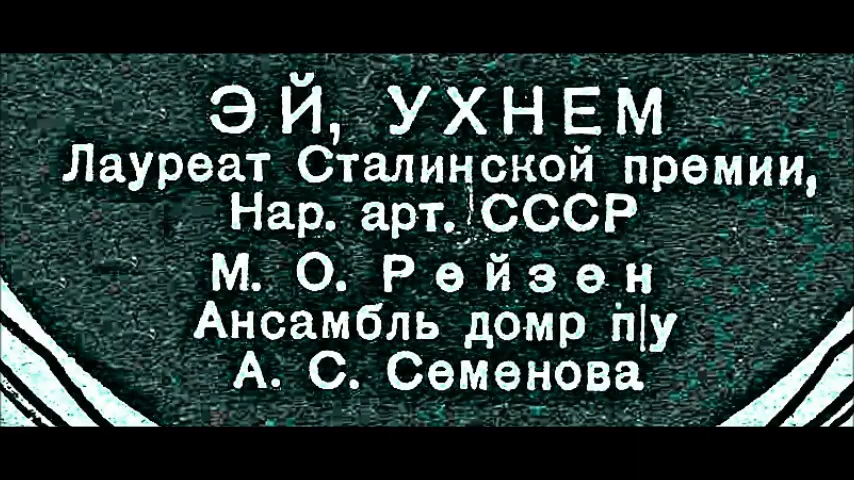 ЭЙ, УХНЕМ
Лауреат Сталинской премии,
Нар. арт. СССР
М. О. Рейзен
Ансамбль домр п/у
А. С. Семенова